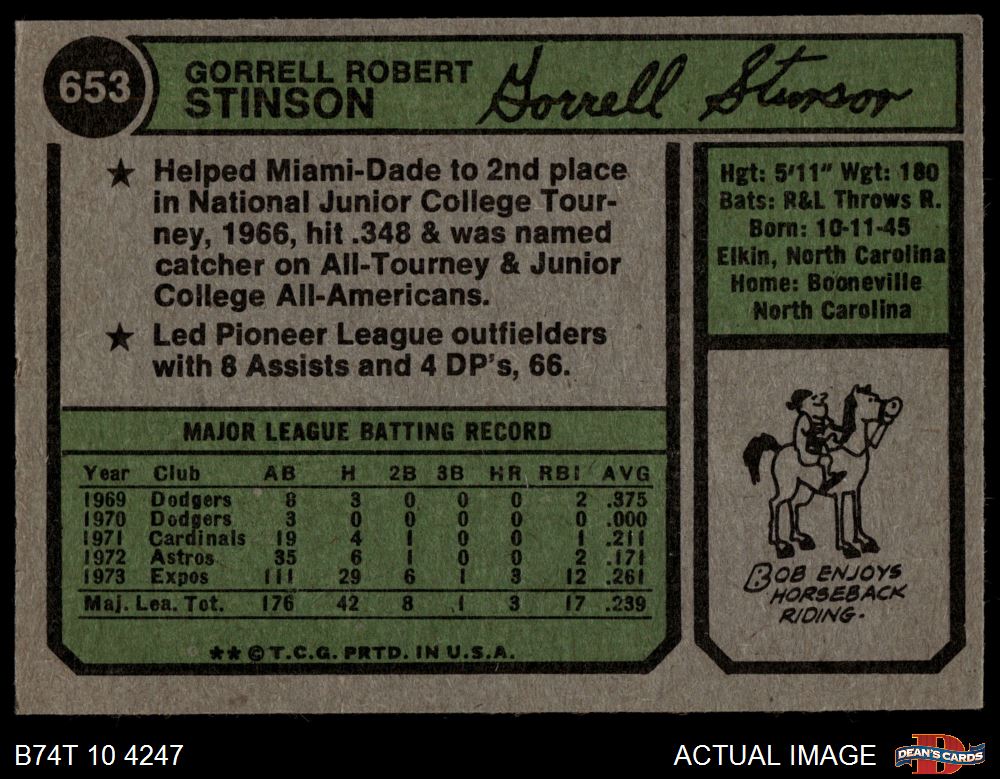 653
GORRELL ROBERT
STINSON
Gorrell Stinson
★ Helped Miami-Dade to 2nd place
in National Junior College Tour-
ney, 1966, hit .348 & was named
catcher on All-Tourney & Junior
College All-Americans.
★ Led Pioneer League outfielders
with 8 Assists and 4 DP's, 66.
Hgt: 5'11" Wgt: 180
Bats: R&L Throws R.
Born: 10-11-45
Elkin, North Carolina
Home: Booneville
North Carolina
MAJOR LEAGUE BATTING RECORD
Year Club AB H 2B 3B HR RBI AVG
1969 Dodgers 8 3 0 0 0 2 .375
1970 Dodgers 3 0 0 0 0 0 .000
1971 Cardinals 19 4 1 0 0 1 .211
1972 Astros 35 6 1 0 0 2 .171
1973 Expos 111 29 6 1 3 12 .261
Maj. Lea. Tot. 176 42 8 1 3 17 .239
★★ © T.C.G. PRTD. IN U.S.A.
BOB ENJOYS
HORSEBACK
RIDING.
B74T 10 4247
ACTUAL IMAGE
D
DEAN'S CARDS